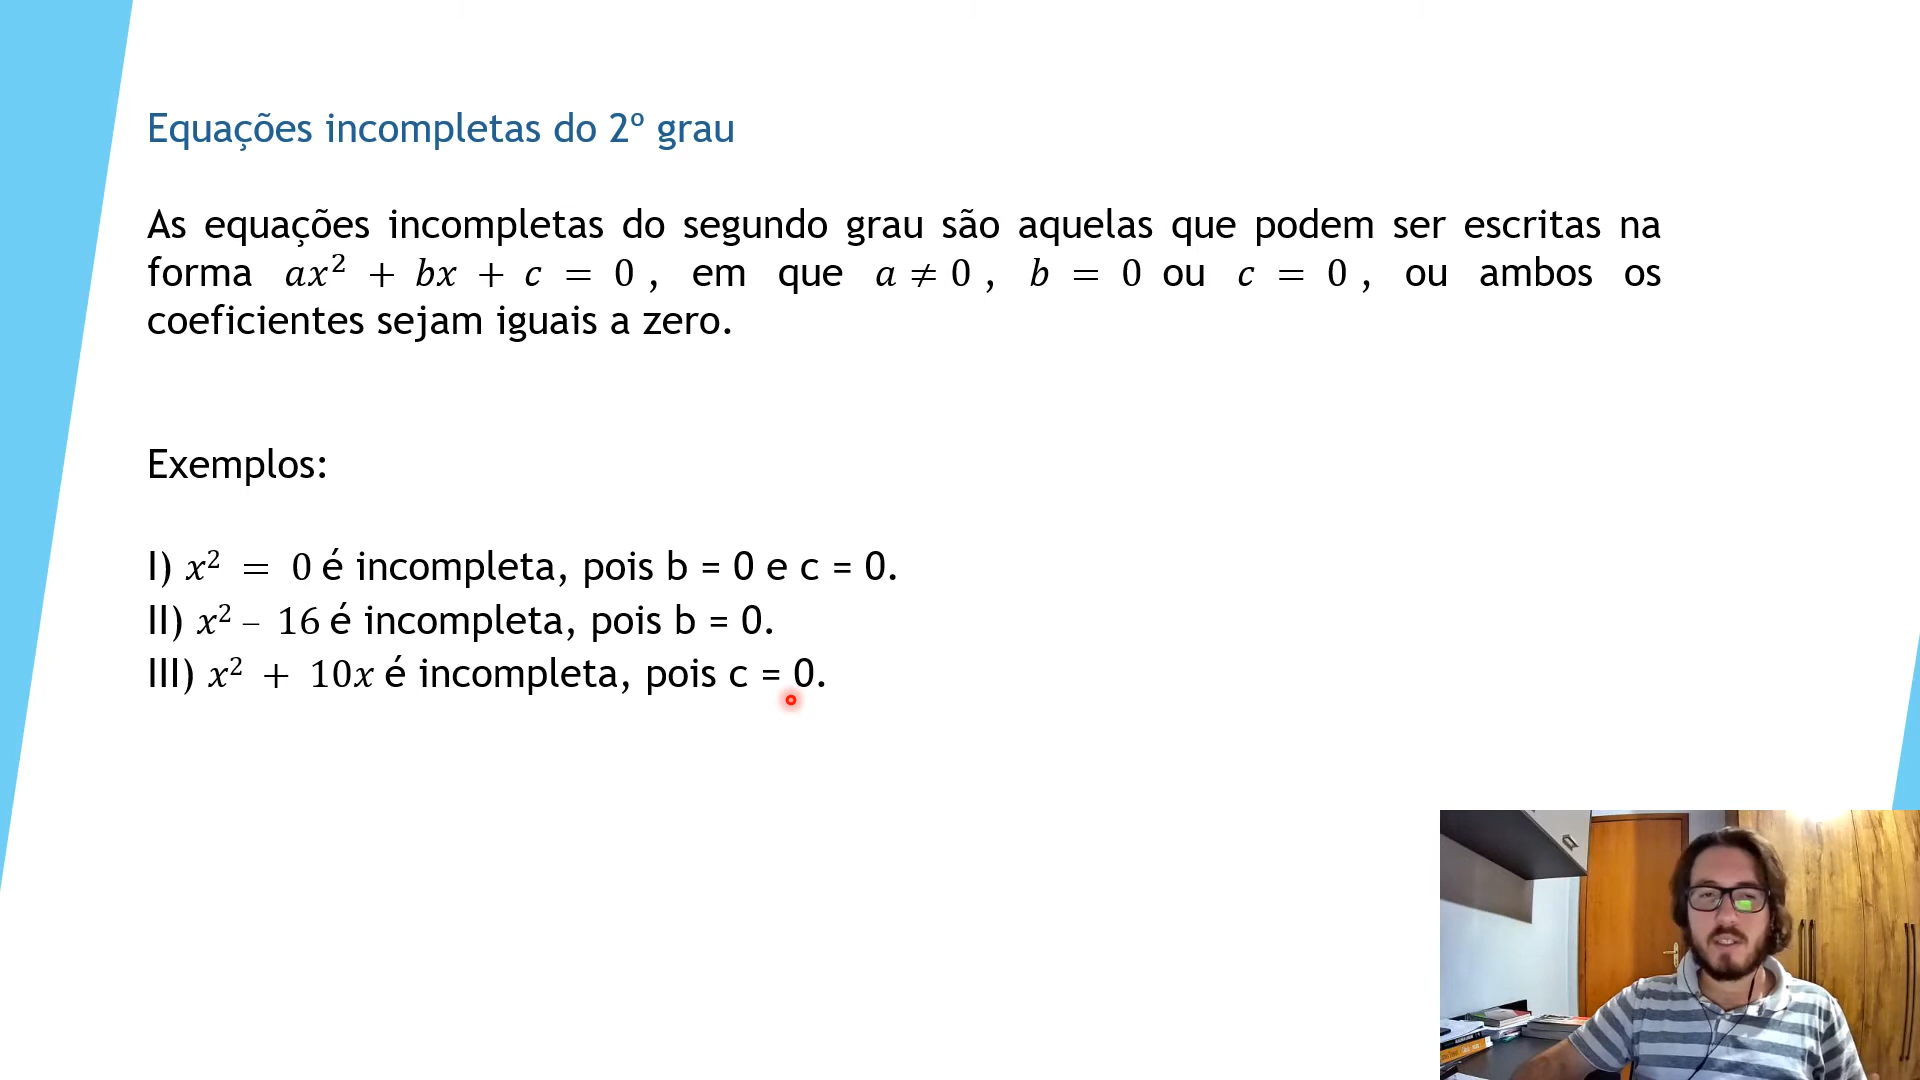 Equações incompletas do 2º grau
As equações incompletas do segundo grau são aquelas que podem ser escritas na
forma ax² + bx + c = 0 , em que a ≠ 0 , b = 0 ou c = 0 , ou ambos os
coeficientes sejam iguais a zero.
Exemplos:
I) x² = 0 é incompleta, pois b = 0 e c = 0.
II) x² – 16 é incompleta, pois b = 0.
III) x² + 10x é incompleta, pois c = 0.